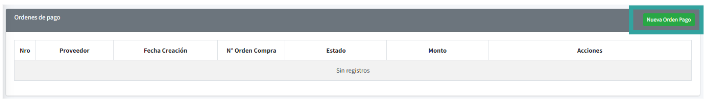 Ordenes de pago
Nueva Orden Pago
Nro Proveedor Fecha Creación N° Orden Compra Estado Monto Acciones
Sin registros